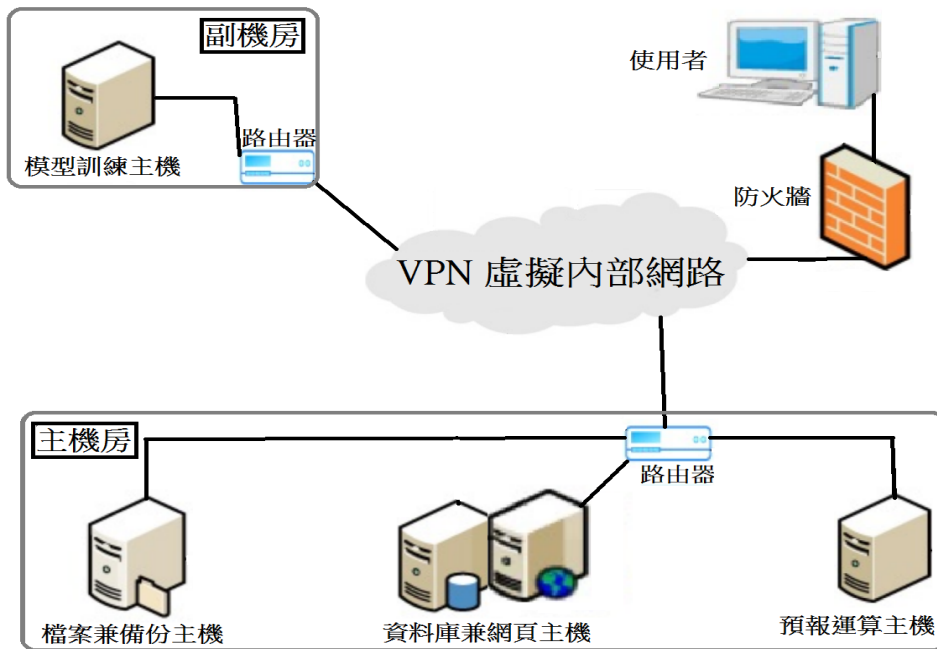 副機房
使用者
路由器
模型訓練主機
防火牆
VPN 虛擬內部網路
主機房
路由器
檔案兼備份主機
資料庫兼網頁主機
預報運算主機